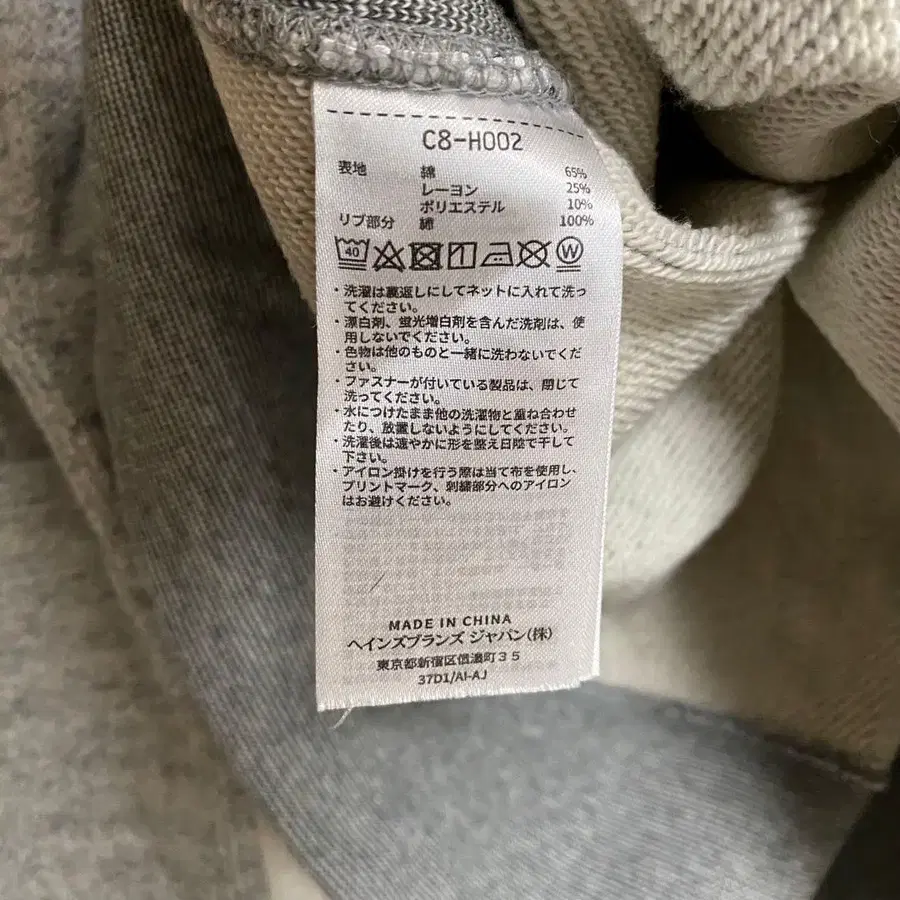 C8-H002
表地 綿 65%
レーヨン 25%
ポリエステル 10%
リブ部分 綿 100%
40 W
・洗濯は裏返しにしてネットに入れて洗っ
てください。
・漂白剤、蛍光増白剤を含んだ洗剤は、使
用しないでください。
・色物は他のものと一緒に洗わないでくだ
さい。
・ファスナーが付いている製品は、閉じて
洗ってください。
・水につけたまま他の洗濯物と重ね合わせ
たり、放置しないようにしてください。
・洗濯後は速やかに形を整え日陰で干して
下さい。
・アイロン掛けを行う際は当て布を使用し、
プリントマーク、刺繍部分へのアイロン
はお避けください。
MADE IN CHINA
ヘインズブランズ ジャパン(株)
東京都新宿区信濃町35
37D1/AI-AJ